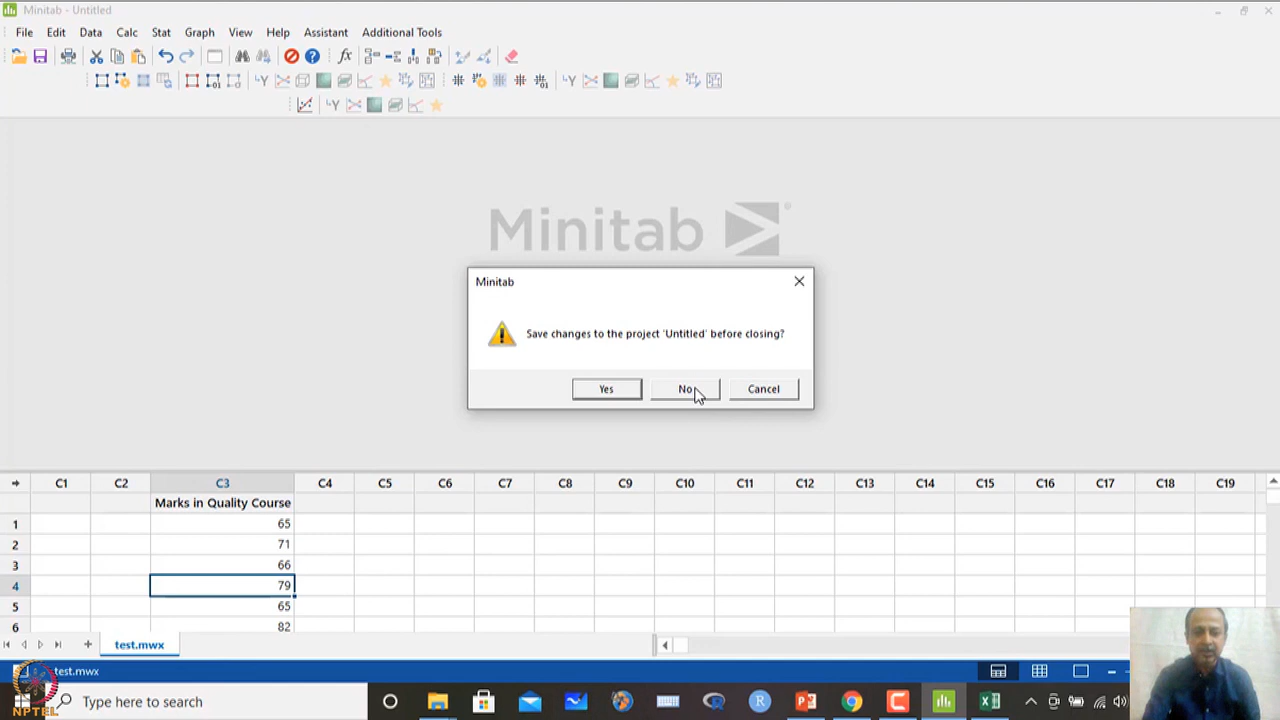 Minitab - Untitled
File Edit Data Calc Stat Graph View Help Assistant Additional Tools
Minitab
Minitab
Save changes to the project 'Untitled' before closing?
Yes No Cancel
C1 C2 C3 C4 C5 C6 C7 C8 C9 C10 C11 C12 C13 C14 C15 C16 C17 C18 C19
Marks in Quality Course
1 65
2 71
3 66
4 79
5 65
6 82
test.mwx
test.mwx
Type here to search
NPTEL